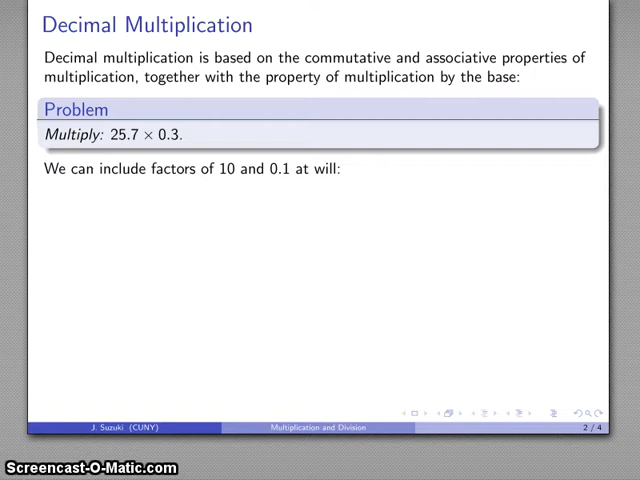 Decimal Multiplication
Decimal multiplication is based on the commutative and associative properties of
multiplication, together with the property of multiplication by the base:
Problem
Multiply: 25.7 × 0.3.
We can include factors of 10 and 0.1 at will:
J. Suzuki (CUNY) Multiplication and Division 2 / 4
Screencast-O-Matic.com